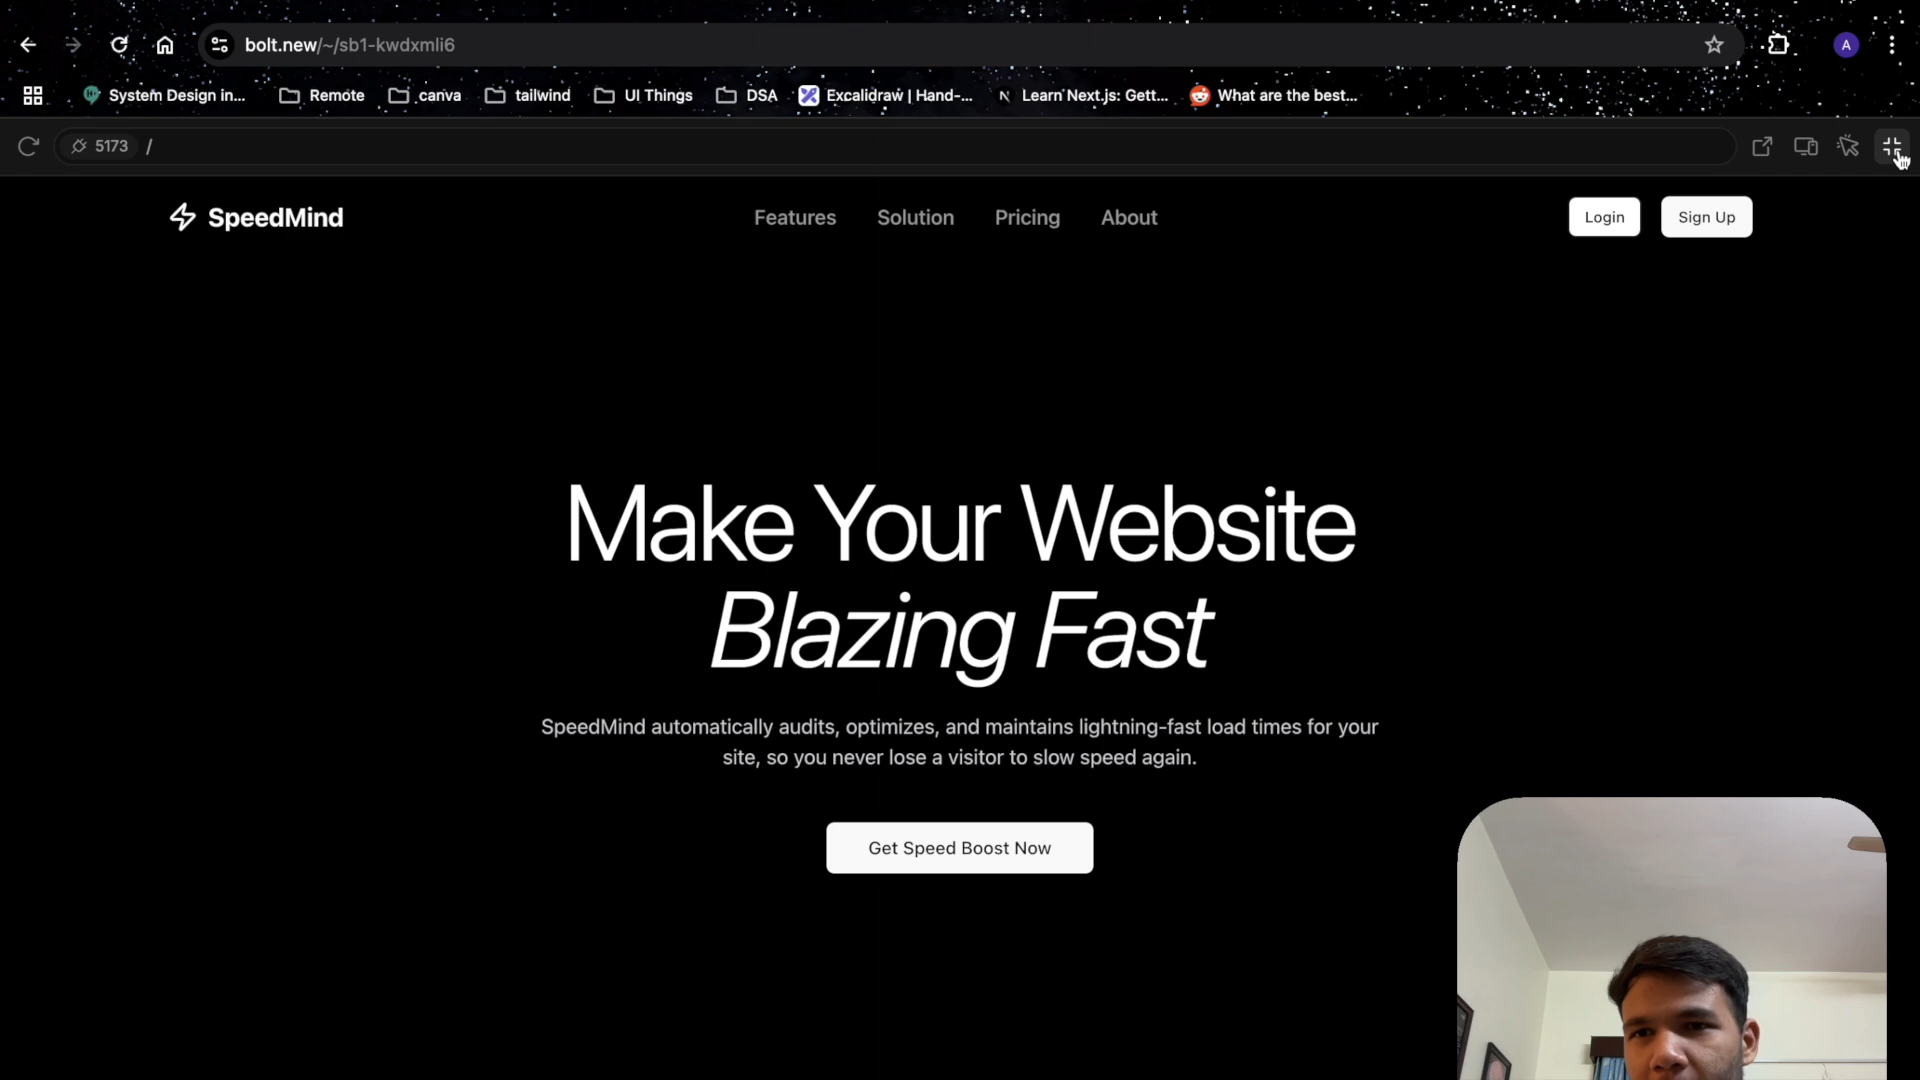 bolt.new/~/sb1-kwdxmli6
A
System Design in...
Remote
canva
tailwind
UI Things
DSA
Excalidraw | Hand-...
N
Learn Next.js: Gett...
What are the best...
5173 /
SpeedMind
Features
Solution
Pricing
About
Login
Sign Up
Make Your Website
Blazing Fast
SpeedMind automatically audits, optimizes, and maintains lightning-fast load times for your
site, so you never lose a visitor to slow speed again.
Get Speed Boost Now